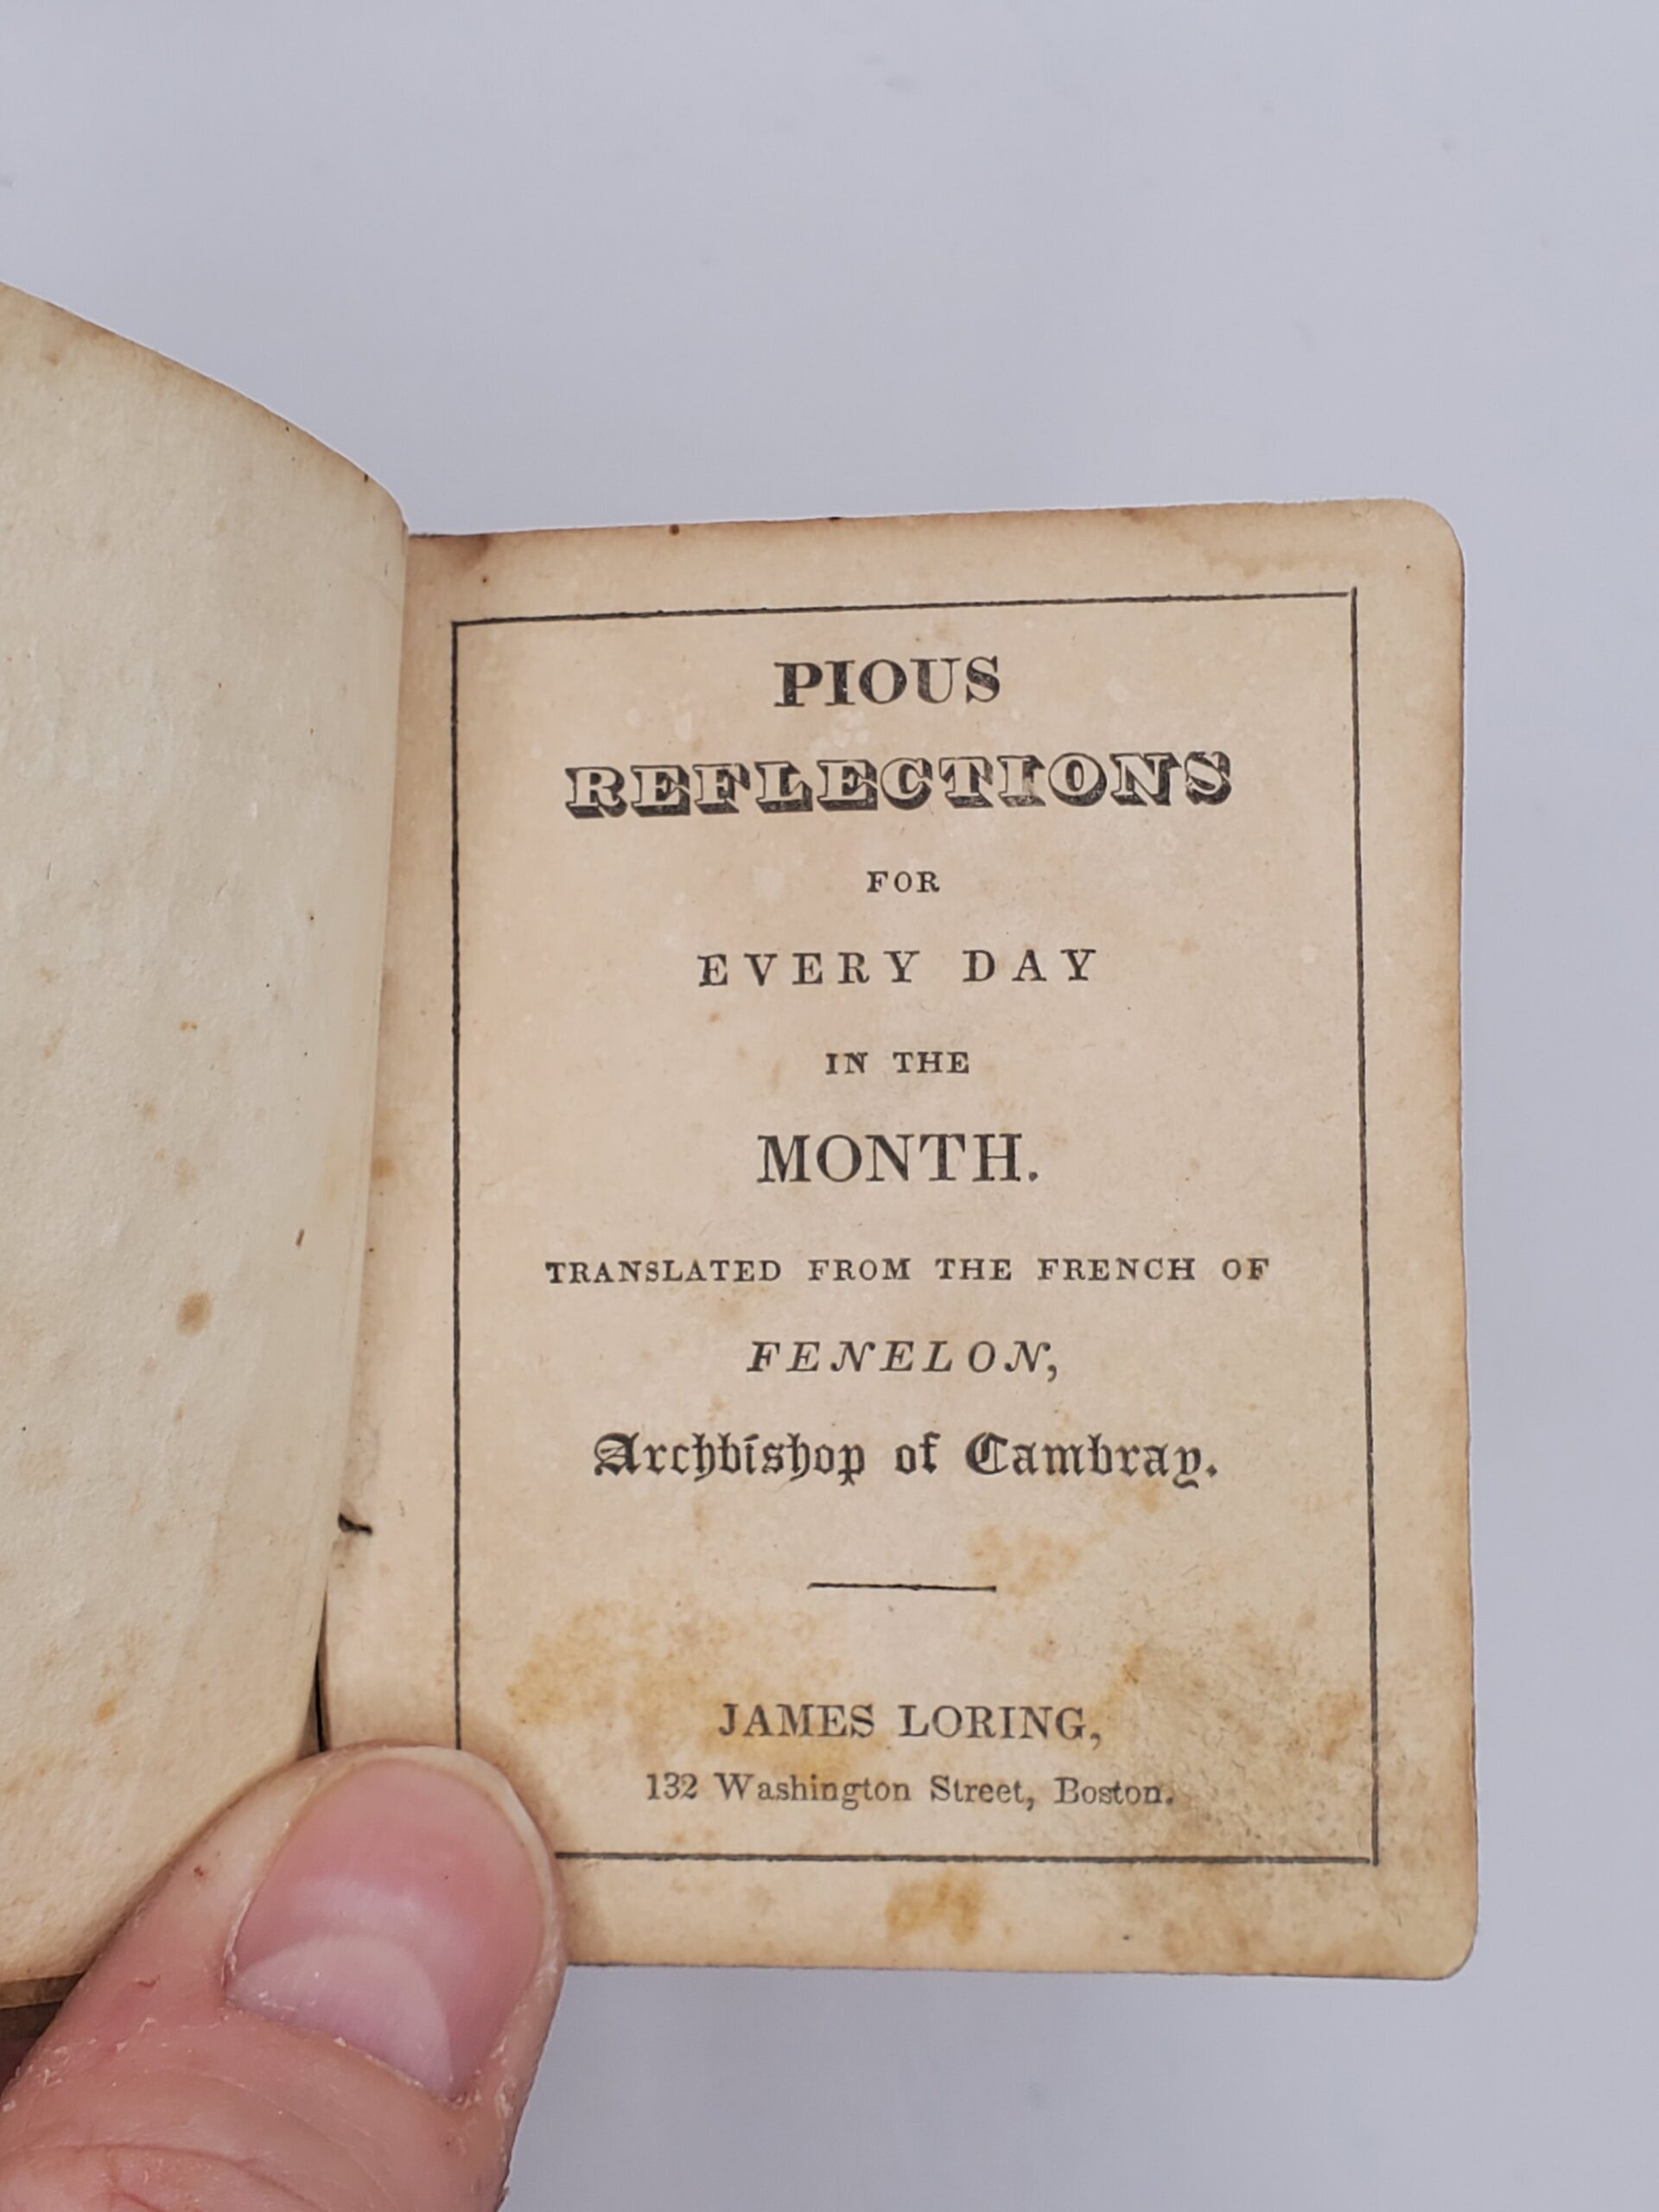 PIOUS
REFLECTIONS
FOR
EVERY DAY
IN THE
MONTH.
TRANSLATED FROM THE FRENCH OF
FENELON,
Archbishop of Cambray.
JAMES LORING,
132 Washington Street, Boston.